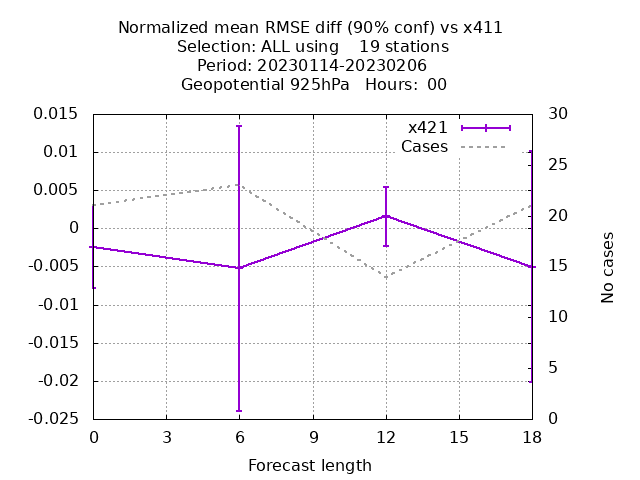 Normalized mean RMSE diff (90% conf) vs x411
Selection: ALL using    19 stations
Period: 20230114-20230206
Geopotential 925hPa   Hours:  00
x421
Cases
0.015
0.01
0.005
0
-0.005
-0.01
-0.015
-0.02
-0.025
30
25
20
15
10
5
0
No cases
0 3 6 9 12 15 18
Forecast length